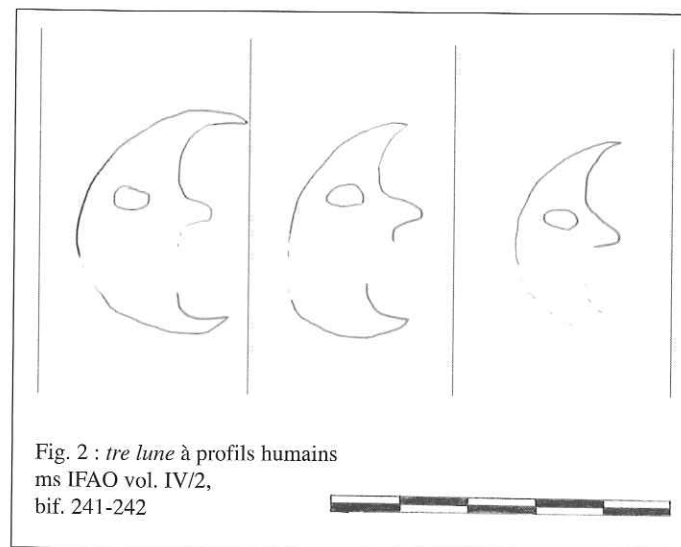 Fig. 2 : tre lune à profils humains
ms IFAO vol. IV/2,
bif. 241-242